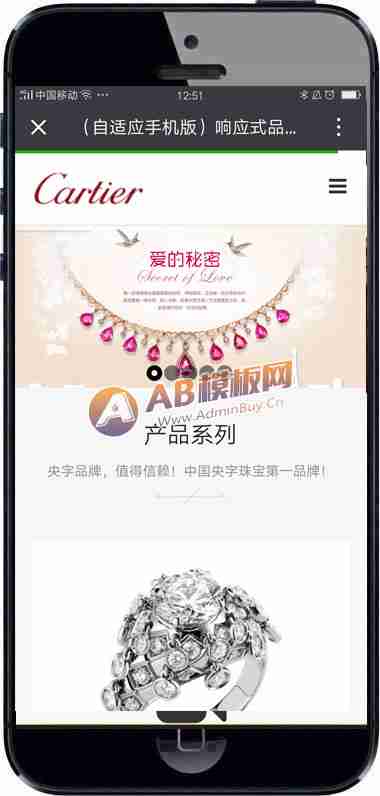 中国移动
12:51
（自适应手机版）响应式品...
Cartier
爱的秘密
Secret of Love
AB模板网
Www.AdminBuy.Cn
产品系列
央字品牌，值得信赖！中国央字珠宝第一品牌！